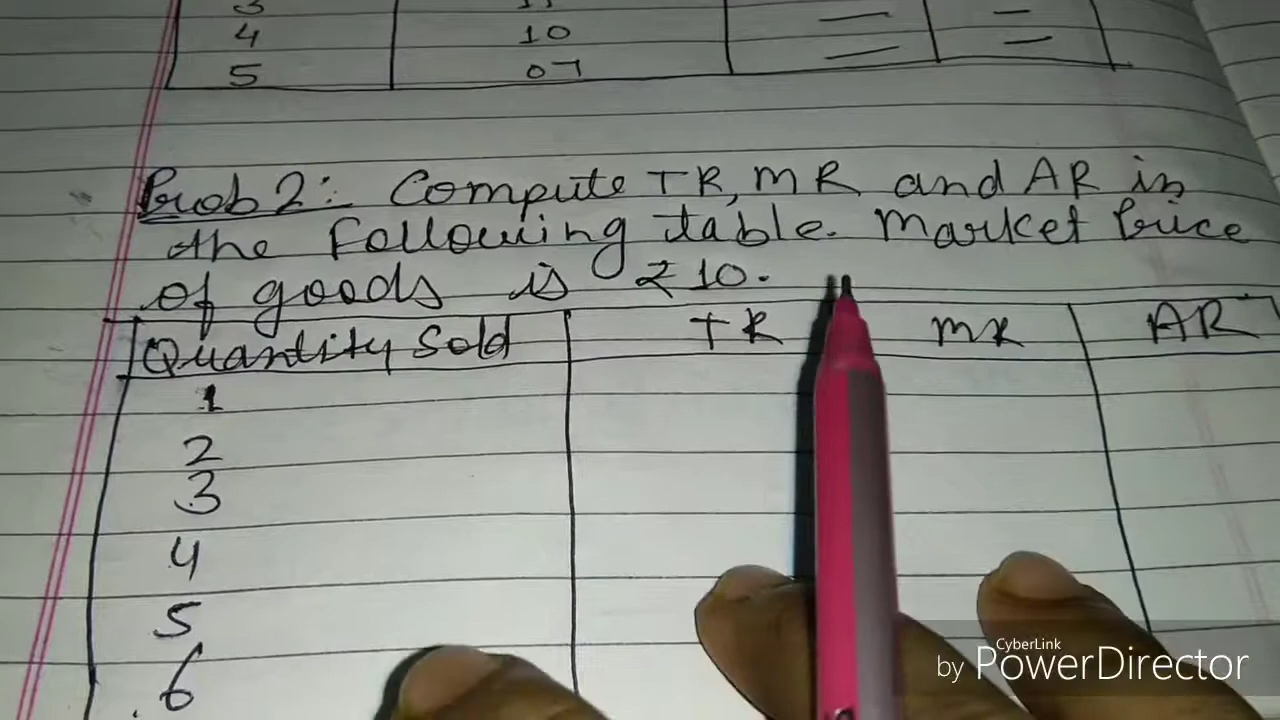 4 10 — —
5 07 — —
Prob 2: Compute TR, MR and AR in
the following table. Market Price
of goods is ₹10.
Quantity Sold TR MR AR
1
2
3
4
5
6
CyberLink
by PowerDirector